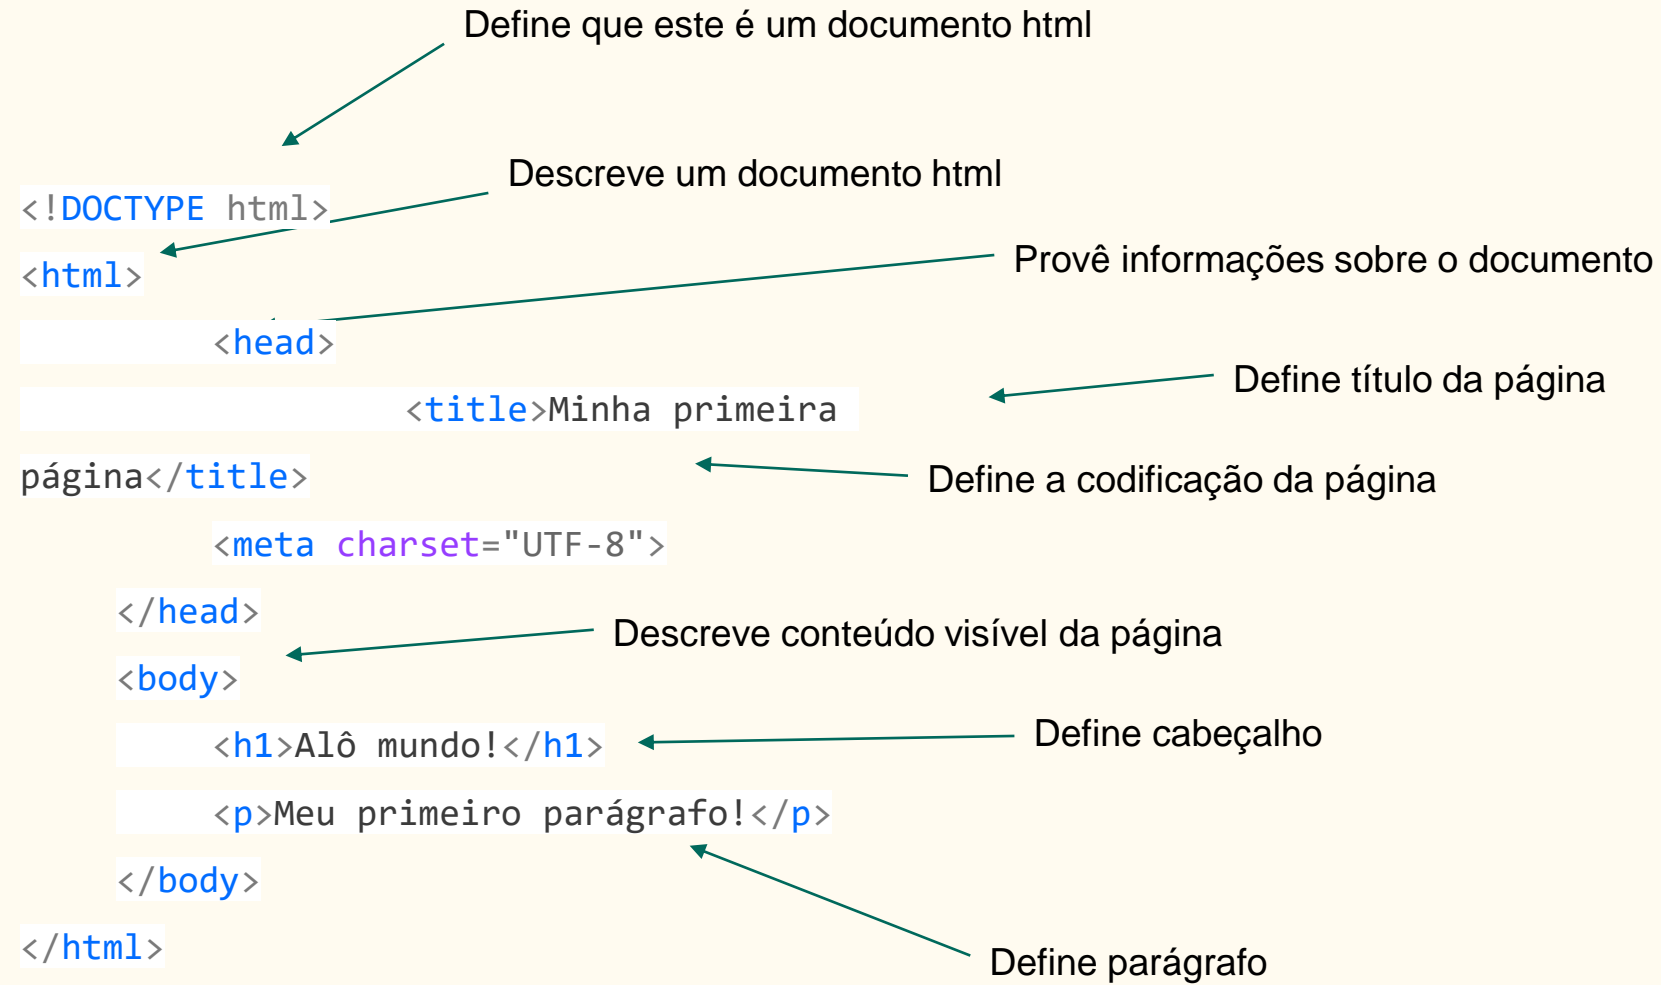 Define que este é um documento html
Descreve um documento html
<!DOCTYPE html>
Provê informações sobre o documento
<html>
<head>
Define título da página
<title>Minha primeira
Define a codificação da página
página</title>
<meta charset="UTF-8">
</head>
Descreve conteúdo visível da página
<body>
Define cabeçalho
<h1>Alô mundo!</h1>
<p>Meu primeiro parágrafo!</p>
</body>
</html>
Define parágrafo